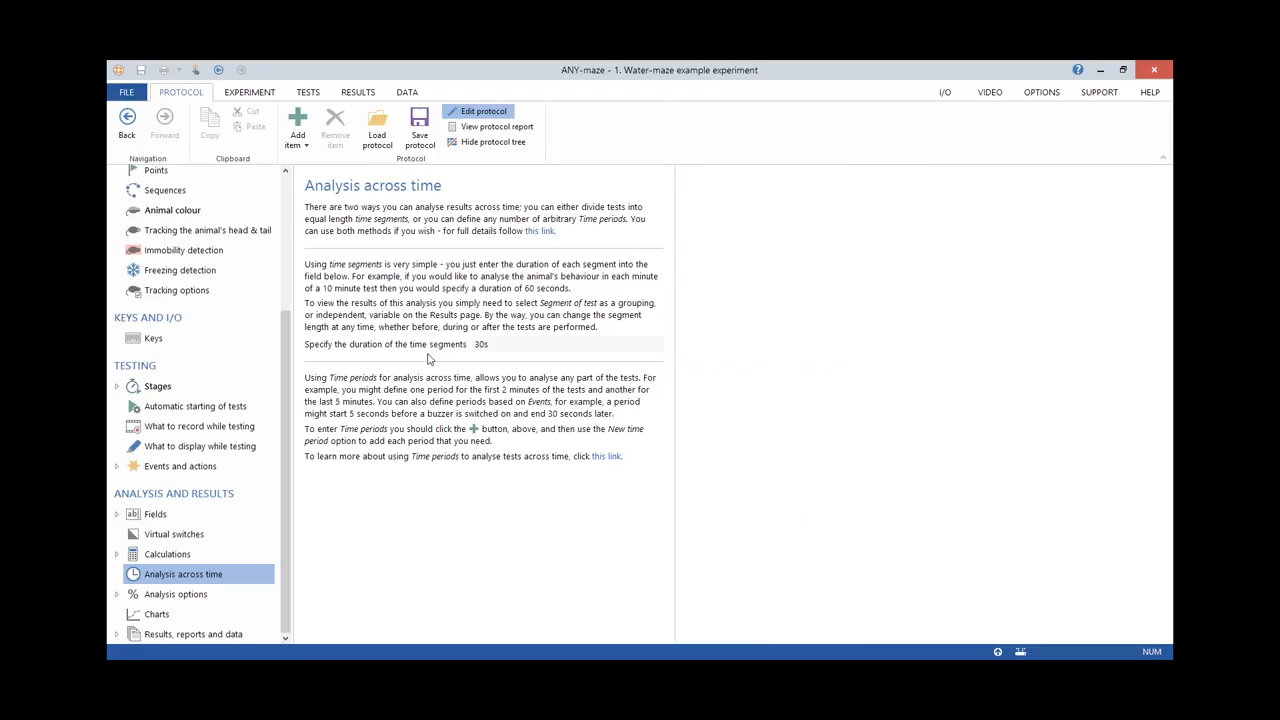 ANY-maze - 1. Water-maze example experiment
FILE PROTOCOL EXPERIMENT TESTS RESULTS DATA I/O VIDEO OPTIONS SUPPORT HELP
Back Forward Copy Cut Paste Add item Remove item Load protocol Save protocol
Edit protocol
View protocol report
Hide protocol tree
Navigation Clipboard Protocol
Points
Sequences
Animal colour
Tracking the animal's head & tail
Immobility detection
Freezing detection
Tracking options
KEYS AND I/O
Keys
TESTING
Stages
Automatic starting of tests
What to record while testing
What to display while testing
Events and actions
ANALYSIS AND RESULTS
ab| Fields
Virtual switches
Calculations
Analysis across time
% Analysis options
Charts
Results, reports and data
Analysis across time
There are two ways you can analyse results across time; you can either divide tests into
equal length time segments, or you can define any number of arbitrary Time periods. You
can use both methods if you wish - for full details follow this link.
Using time segments is very simple - you just enter the duration of each segment into the
field below. For example, if you would like to analyse the animal's behaviour in each minute
of a 10 minute test then you would specify a duration of 60 seconds.
To view the results of this analysis you simply need to select Segment of test as a grouping,
or independent, variable on the Results page. By the way, you can change the segment
length at any time, whether before, during or after the tests are performed.
Specify the duration of the time segments 30s
Using Time periods for analysis across time, allows you to analyse any part of the tests. For
example, you might define one period for the first 2 minutes of the tests and another for
the last 5 minutes. You can also define periods based on Events, for example, a period
might start 5 seconds before a buzzer is switched on and end 30 seconds later.
To enter Time periods you should click the + button, above, and then use the New time
period option to add each period that you need.
To learn more about using Time periods to analyse tests across time, click this link.
NUM